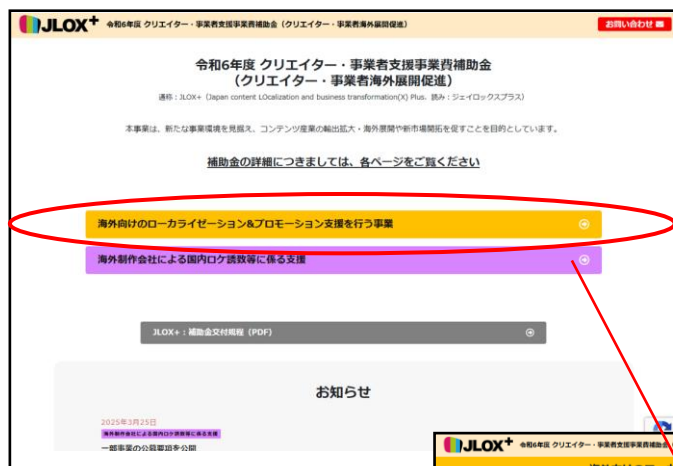 JLOX+ 令和6年度 クリエイター・事業者支援事業費補助金（クリエイター・事業者海外展開促進） お問い合わせ
令和6年度 クリエイター・事業者支援事業費補助金
（クリエイター・事業者海外展開促進）
通称：JLOX+（Japan content LOcalization and business transformation(X) Plus、読み：ジェイロックスプラス）
本事業は、新たな事業環境を見据え、コンテンツ産業の輸出拡大・海外展開や新市場開拓を促すことを目的としています。
補助金の詳細につきましては、各ページをご覧ください
海外向けのローカライゼーション&プロモーション支援を行う事業
海外制作会社による国内ロケ誘致等に係る支援
JLOX+：補助金交付規程（PDF）
お知らせ
2025年3月25日
海外制作会社による国内ロケ誘致等に係る支援
一部事業の公募要項を公開
JLOX+ 令和6年度 クリエイター・事業者支援事業費補助金